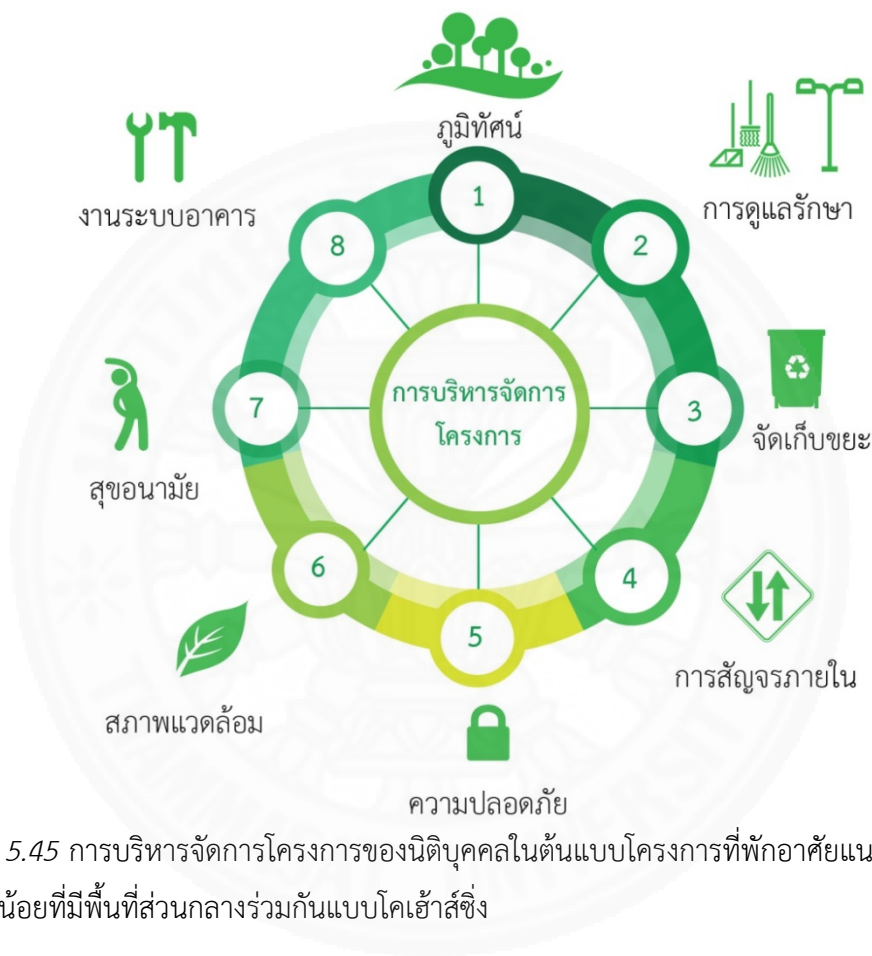 ภูมิทัศน์
งานระบบอาคาร
การดูแลรักษา
1
8
2
การบริหารจัดการ
โครงการ
7
3
จัดเก็บขยะ
สุขอนามัย
6
4
5
การสัญจรภายใน
สภาพแวดล้อม
ความปลอดภัย
5.45 การบริหารจัดการโครงการของนิติบุคคลในต้นแบบโครงการที่พักอาศัยแน
น้อยที่มีพื้นที่ส่วนกลางร่วมกันแบบโคเฮ้าส์ซิ่ง